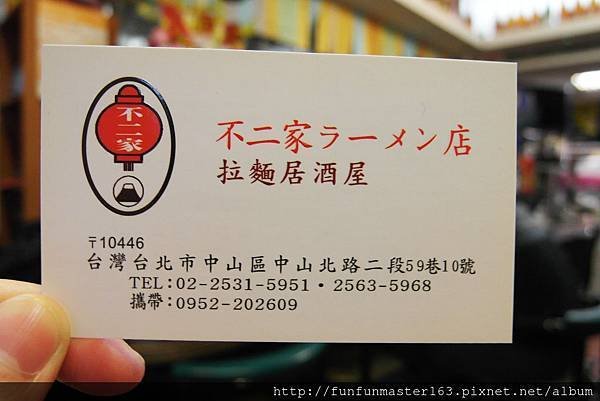 不二家
不二家ラーメン店
拉麵居酒屋
〒10446
台灣台北市中山區中山北路二段59巷10號
TEL:02-2531-5951・2563-5968
攜帶:0952-202609
http://funfunmaster163.pixnet.net/album